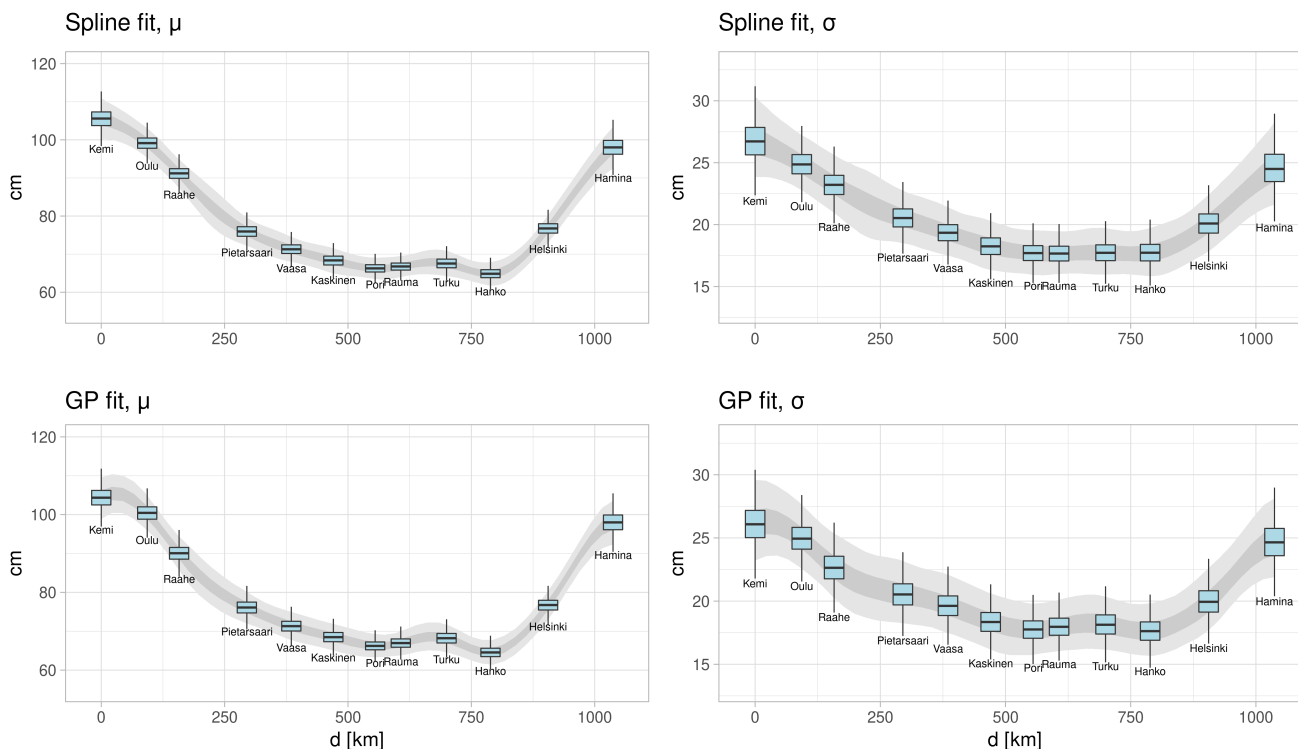 Spline fit, μ
120
100
80
60
cm
Kemi
Oulu
Raahe
Pietarsaari
Vaasa
Kaskinen
Pori
Rauma
Turku
Hanko
Helsinki
Hamina
0
250
500
750
1000
Spline fit, σ
30
25
20
15
cm
Kemi
Oulu
Raahe
Pietarsaari
Vaasa
Kaskinen
Pori
Rauma
Turku
Hanko
Helsinki
Hamina
0
250
500
750
1000
GP fit, μ
120
100
80
60
cm
Kemi
Oulu
Raahe
Pietarsaari
Vaasa
Kaskinen
Pori
Rauma
Turku
Hanko
Helsinki
Hamina
0
250
500
750
1000
d [km]
GP fit, σ
30
25
20
15
cm
Kemi
Oulu
Raahe
Pietarsaari
Vaasa
Kaskinen
Pori
Rauma
Turku
Hanko
Helsinki
Hamina
0
250
500
750
1000
d [km]